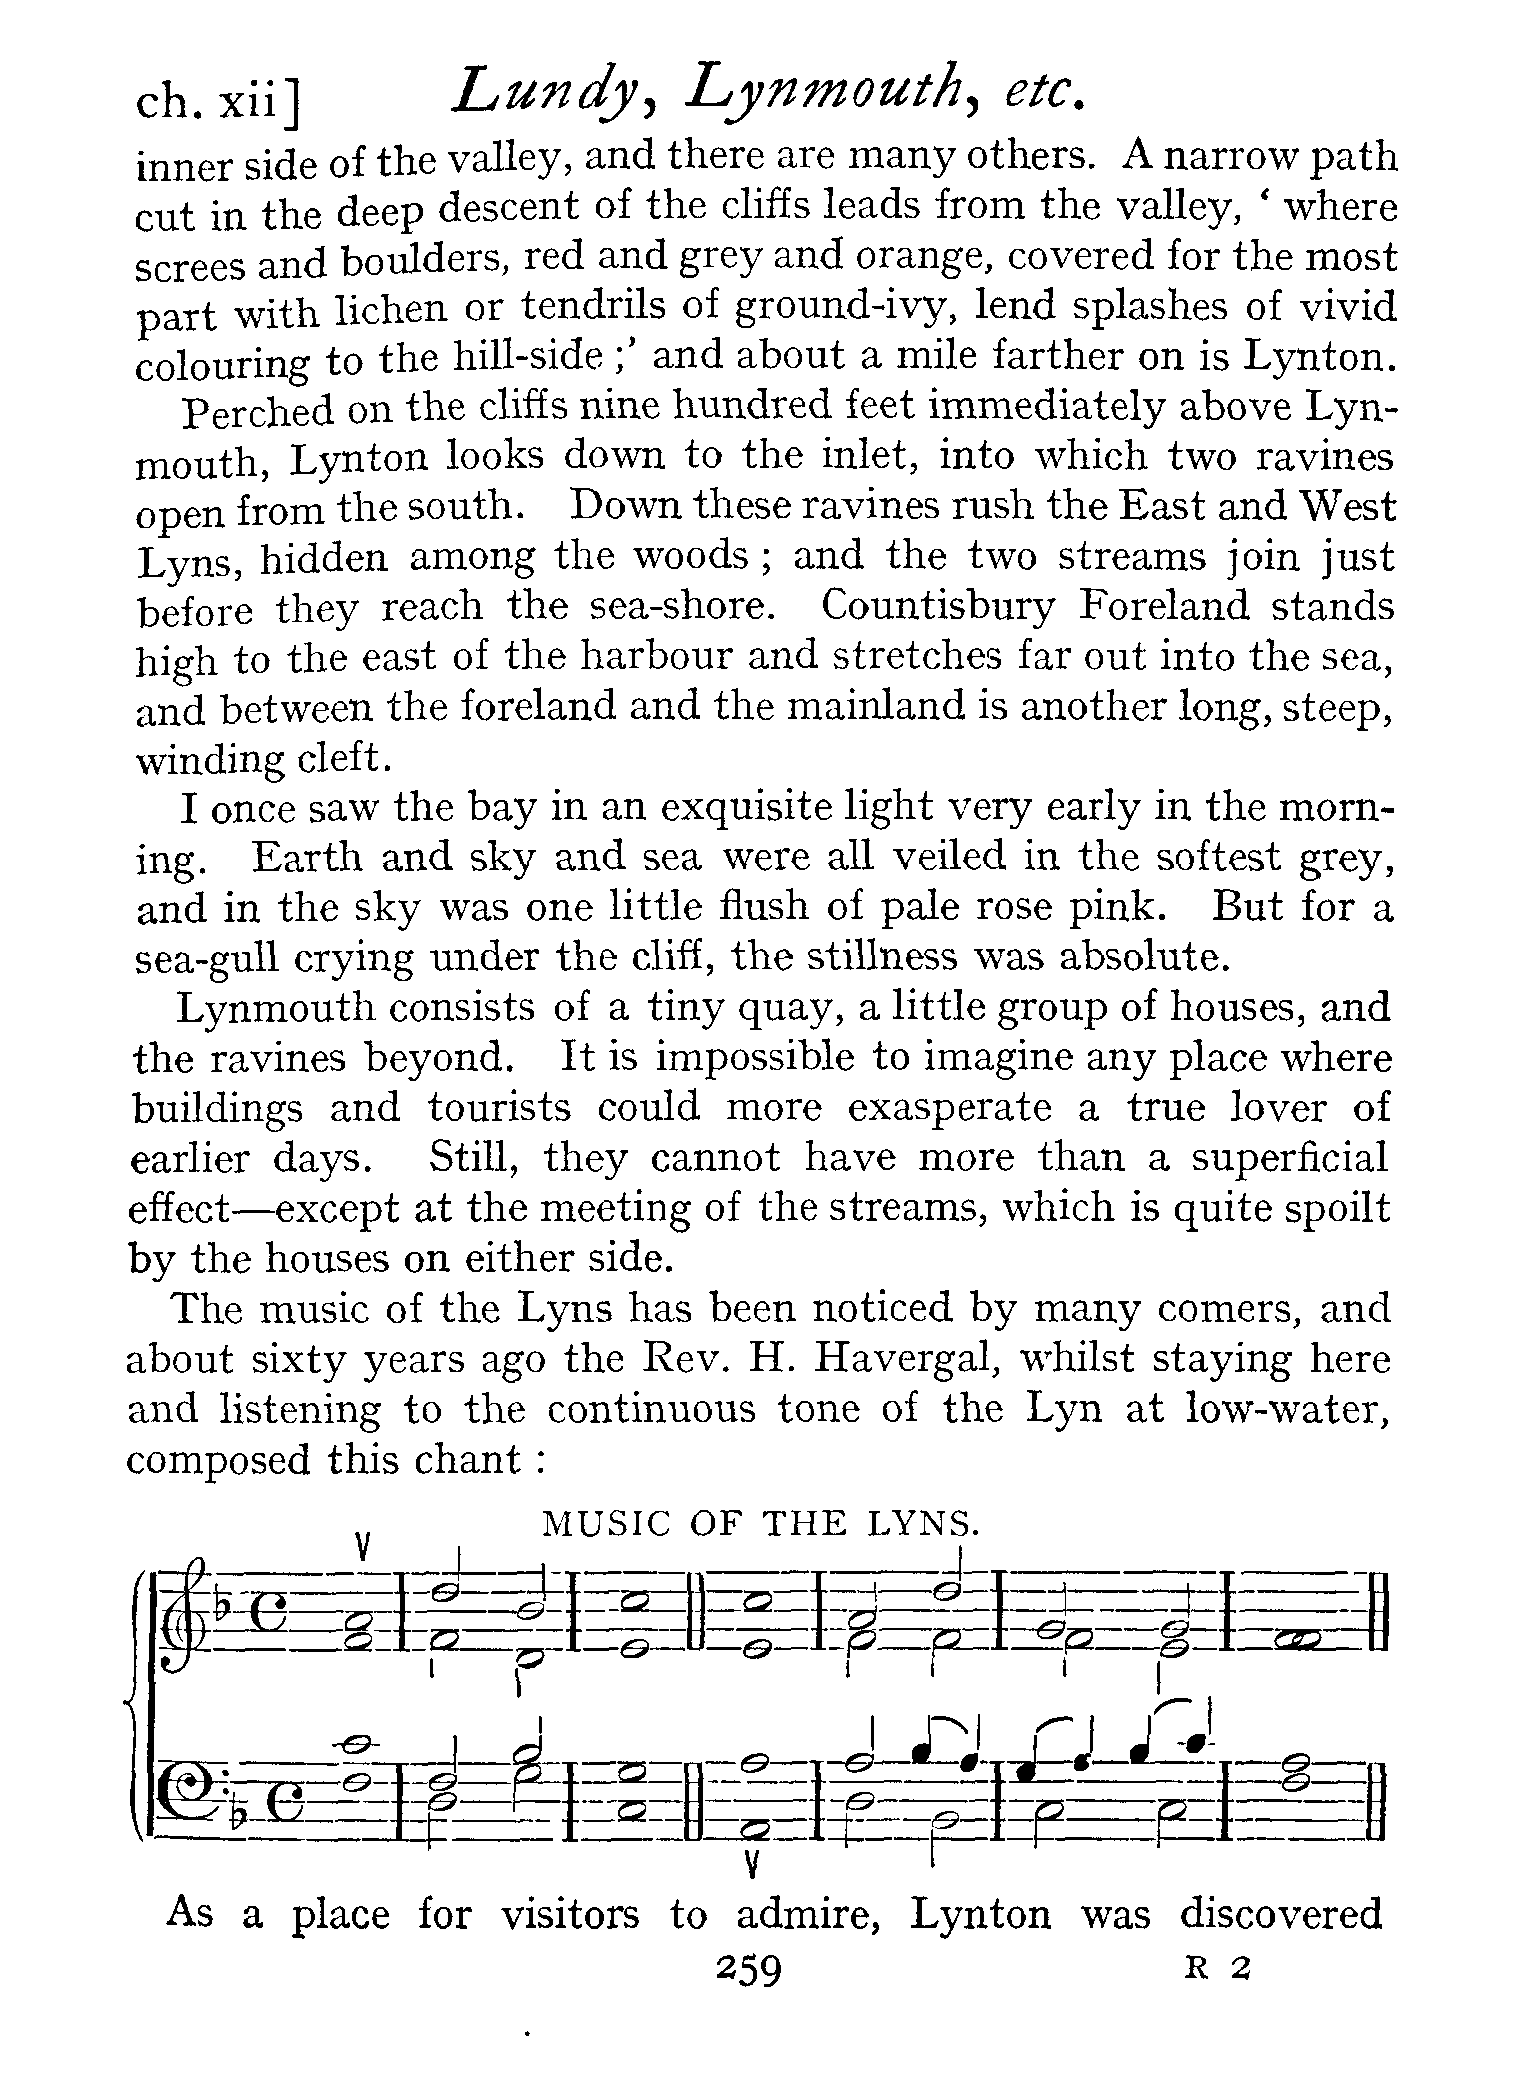 ch. xii] Lundy, Lynmouth, etc.
inner side of the valley, and there are many others. A narrow path
cut in the deep descent of the cliffs leads from the valley, ‘ where
screes and boulders, red and grey and orange, covered for the most
part with lichen or tendrils of ground-ivy, lend splashes of vivid
colouring to the hill-side ;’ and about a mile farther on is Lynton.
Perched on the cliffs nine hundred feet immediately above Lyn-
mouth, Lynton looks down to the inlet, into which two ravines
open from the south. Down these ravines rush the East and West
Lyns, hidden among the woods ; and the two streams join just
before they reach the sea-shore. Countisbury Foreland stands
high to the east of the harbour and stretches far out into the sea,
and between the foreland and the mainland is another long, steep,
winding cleft.
I once saw the bay in an exquisite light very early in the morn-
ing. Earth and sky and sea were all veiled in the softest grey,
and in the sky was one little flush of pale rose pink. But for a
sea-gull crying under the cliff, the stillness was absolute.
Lynmouth consists of a tiny quay, a little group of houses, and
the ravines beyond. It is impossible to imagine any place where
buildings and tourists could more exasperate a true lover of
earlier days. Still, they cannot have more than a superficial
effect—except at the meeting of the streams, which is quite spoilt
by the houses on either side.
The music of the Lyns has been noticed by many comers, and
about sixty years ago the Rev. H. Havergal, whilst staying here
and listening to the continuous tone of the Lyn at low-water,
composed this chant :
MUSIC OF THE LYNS.
As a place for visitors to admire, Lynton was discovered
259 R 2